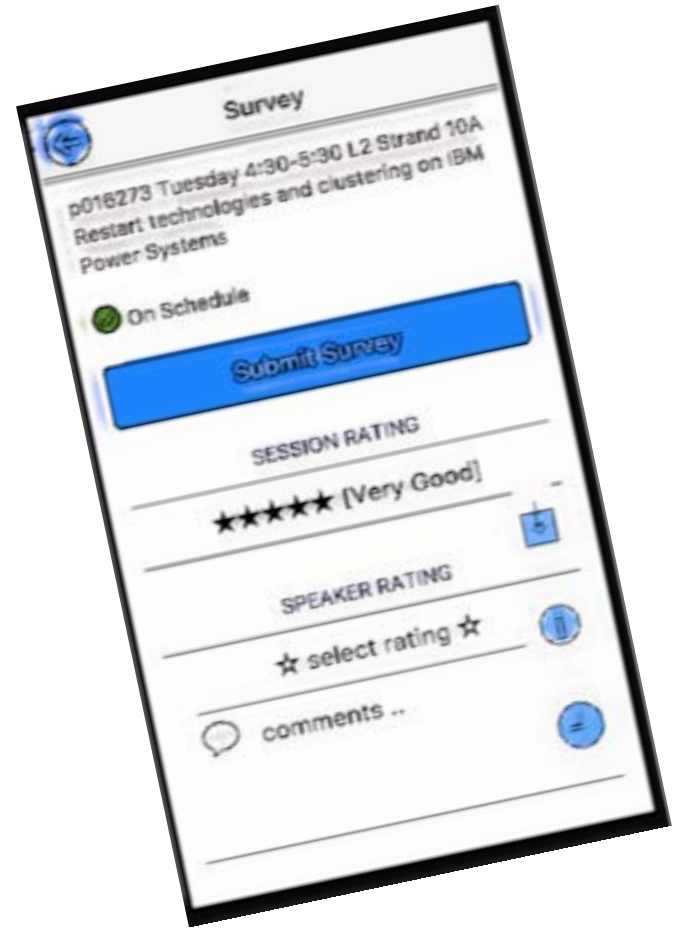 Survey
p016273 Tuesday 4:30-5:30 L2 Strand 10A
Restart technologies and clustering on IBM
Power Systems
On Schedule
Submit Survey
SESSION RATING
★★★★★ [Very Good]
SPEAKER RATING
☆ select rating ☆
comments ..